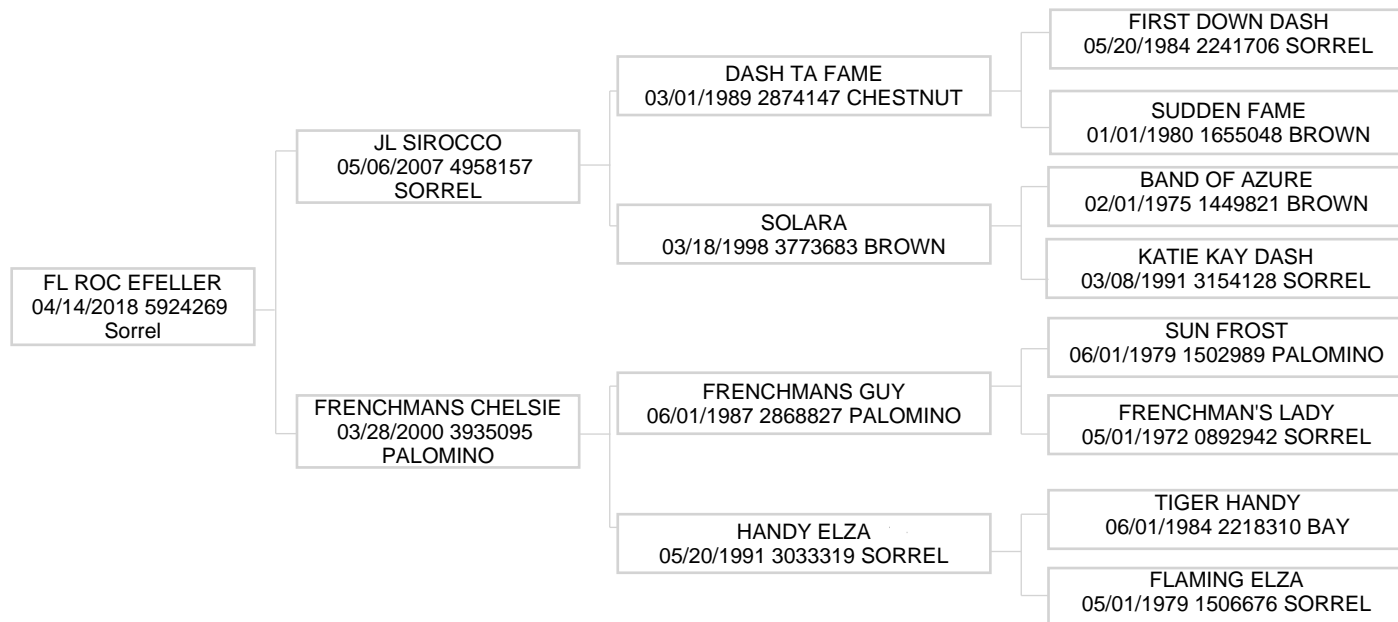 FIRST DOWN DASH
05/20/1984 2241706 SORREL
DASH TA FAME
03/01/1989 2874147 CHESTNUT
SUDDEN FAME
01/01/1980 1655048 BROWN
JL SIROCCO
05/06/2007 4958157
SORREL
BAND OF AZURE
02/01/1975 1449821 BROWN
SOLARA
03/18/1998 3773683 BROWN
KATIE KAY DASH
03/08/1991 3154128 SORREL
FL ROC EFELLER
04/14/2018 5924269
Sorrel
SUN FROST
06/01/1979 1502989 PALOMINO
FRENCHMANS GUY
06/01/1987 2868827 PALOMINO
FRENCHMAN'S LADY
05/01/1972 0892942 SORREL
FRENCHMANS CHELSIE
03/28/2000 3935095
PALOMINO
TIGER HANDY
06/01/1984 2218310 BAY
HANDY ELZA
05/20/1991 3033319 SORREL
FLAMING ELZA
05/01/1979 1506676 SORREL